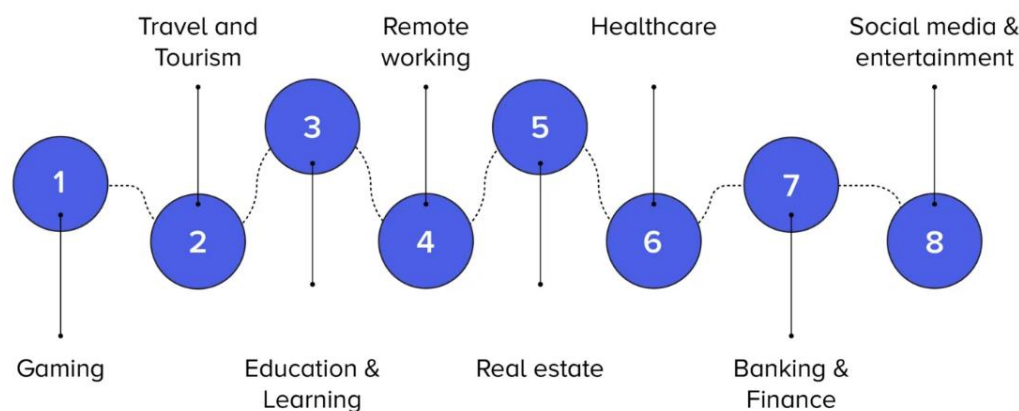 Travel and
Tourism
Remote
working
Healthcare
Social media &
entertainment
1
2
3
4
5
6
7
8
Gaming
Education &
Learning
Real estate
Banking &
Finance